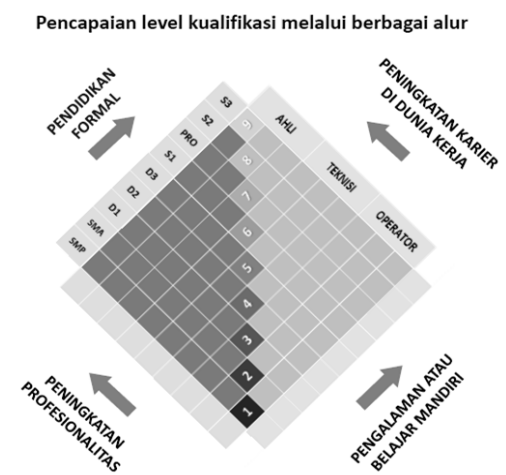 Pencapaian level kualifikasi melalui berbagai alur
PENDIDIKAN
FORMAL
PENINGKATAN KARIER
DI DUNIA KERJA
S3
S2
PRO
S1
D3
D2
D1
SMA
SMP
AHLI
TEKNISI
OPERATOR
9
8
7
6
5
4
3
2
1
PENINGKATAN
PROFESIONALITAS
PENGALAMAN ATAU
BELAJAR MANDIRI